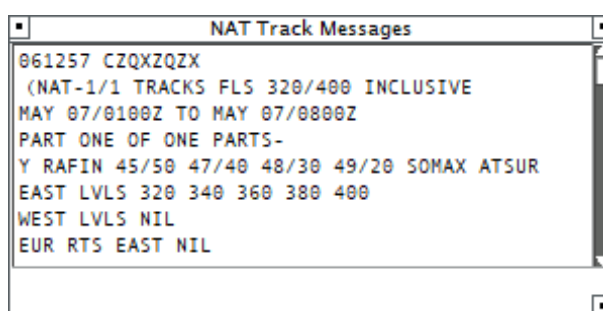 NAT Track Messages
061257 CZQXZQZX
(NAT-1/1 TRACKS FLS 320/400 INCLUSIVE
MAY 07/0100Z TO MAY 07/0800Z
PART ONE OF ONE PARTS-
Y RAFIN 45/50 47/40 48/30 49/20 SOMAX ATSUR
EAST LVLS 320 340 360 380 400
WEST LVLS NIL
EUR RTS EAST NIL